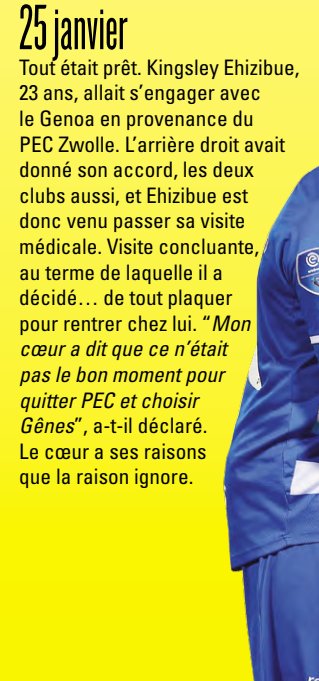 25 janvier
Tout était prêt. Kingsley Ehizibue,
23 ans, allait s’engager avec
le Genoa en provenance du
PEC Zwolle. L’arrière droit avait
donné son accord, les deux
clubs aussi, et Ehizibue est
donc venu passer sa visite
médicale. Visite concluante,
au terme de laquelle il a
décidé… de tout plaquer
pour rentrer chez lui. “Mon
cœur a dit que ce n’était
pas le bon moment pour
quitter PEC et choisir
Gênes”, a-t-il déclaré.
Le cœur a ses raisons
que la raison ignore.